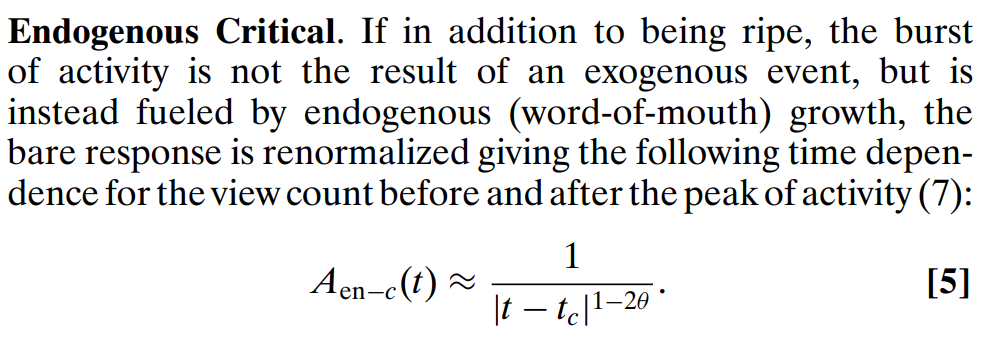 Endogenous Critical. If in addition to being ripe, the burst
of activity is not the result of an exogenous event, but is
instead fueled by endogenous (word-of-mouth) growth, the
bare response is renormalized giving the following time depen-
dence for the view count before and after the peak of activity (7):
A_{en−c}(t) ≈ \frac{1}{|t − t_c|^{1−2θ}}. [5]